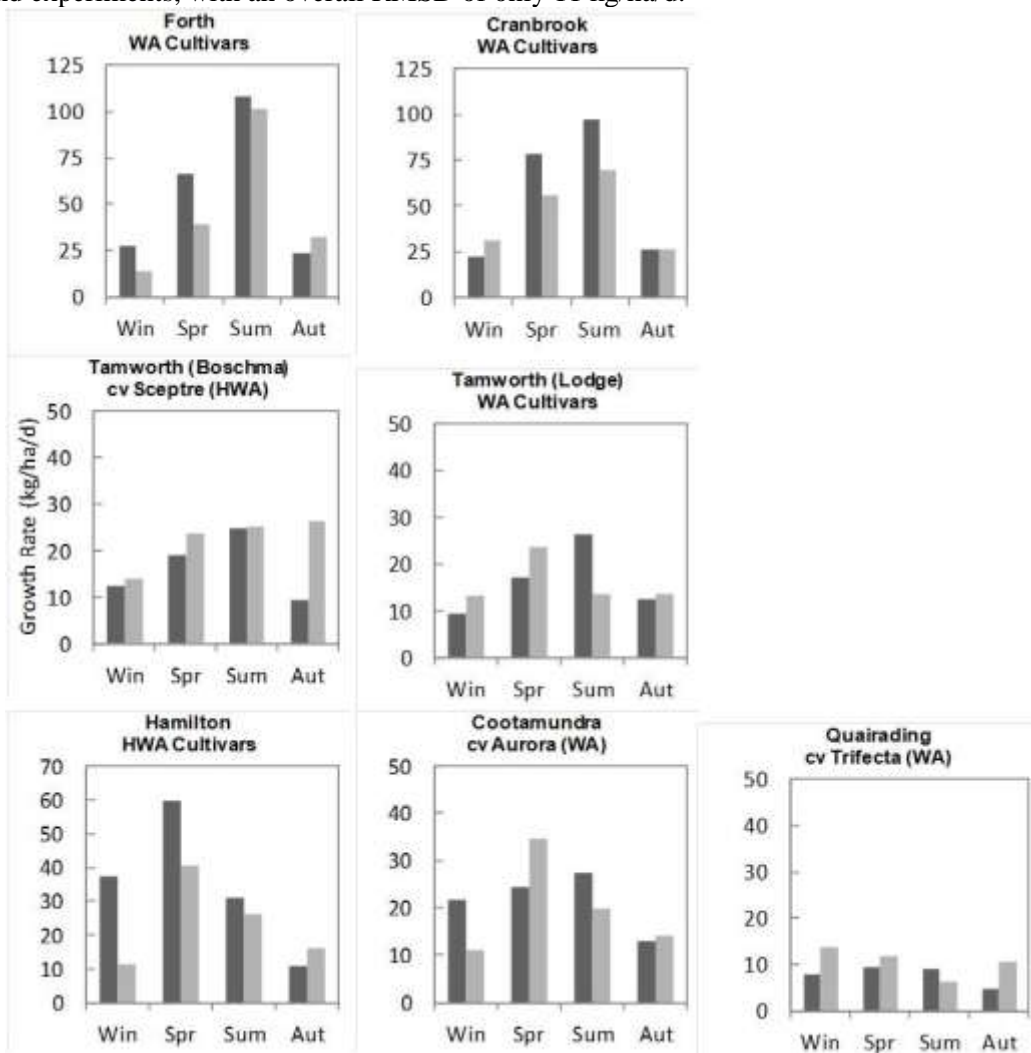 Forth
WA Cultivars
125
100
75
50
25
0
Win Spr Sum Aut
Cranbrook
WA Cultivars
125
100
75
50
25
0
Win Spr Sum Aut
Tamworth (Boschma)
cv Sceptre (HWA)
Growth Rate (kg/ha/d)
50
40
30
20
10
0
Win Spr Sum Aut
Tamworth (Lodge)
WA Cultivars
50
40
30
20
10
0
Win Spr Sum Aut
Hamilton
HWA Cultivars
70
60
50
40
30
20
10
0
Win Spr Sum Aut
Cootamundra
cv Aurora (WA)
50
40
30
20
10
0
Win Spr Sum Aut
Quairading
cv Trifecta (WA)
50
40
30
20
10
0
Win Spr Sum Aut